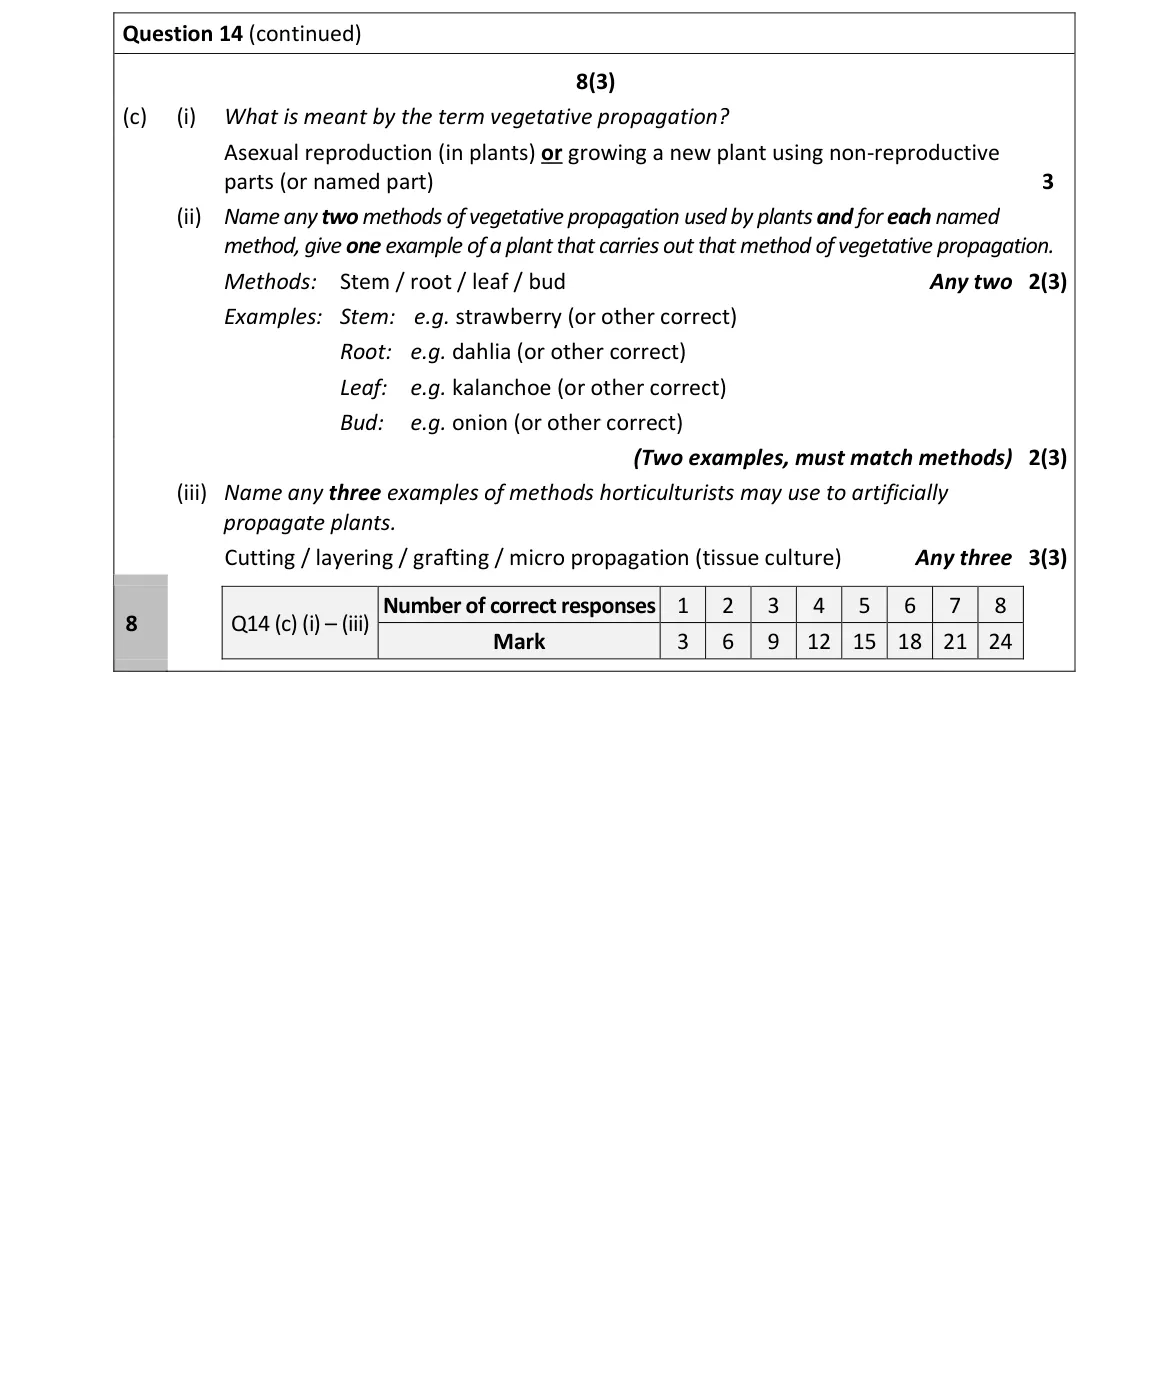 Question 14 (continued)
8(3)
(c) (i) What is meant by the term vegetative propagation?
Asexual reproduction (in plants) or growing a new plant using non-reproductive
parts (or named part) 3
(ii) Name any two methods of vegetative propagation used by plants and for each named
method, give one example of a plant that carries out that method of vegetative propagation.
Methods: Stem / root / leaf / bud Any two 2(3)
Examples: Stem: e.g. strawberry (or other correct)
Root: e.g. dahlia (or other correct)
Leaf: e.g. kalanchoe (or other correct)
Bud: e.g. onion (or other correct)
(Two examples, must match methods) 2(3)
(iii) Name any three examples of methods horticulturists may use to artificially
propagate plants.
Cutting / layering / grafting / micro propagation (tissue culture) Any three 3(3)
8 Q14 (c) (i) – (iii) Number of correct responses 1 2 3 4 5 6 7 8
Mark 3 6 9 12 15 18 21 24